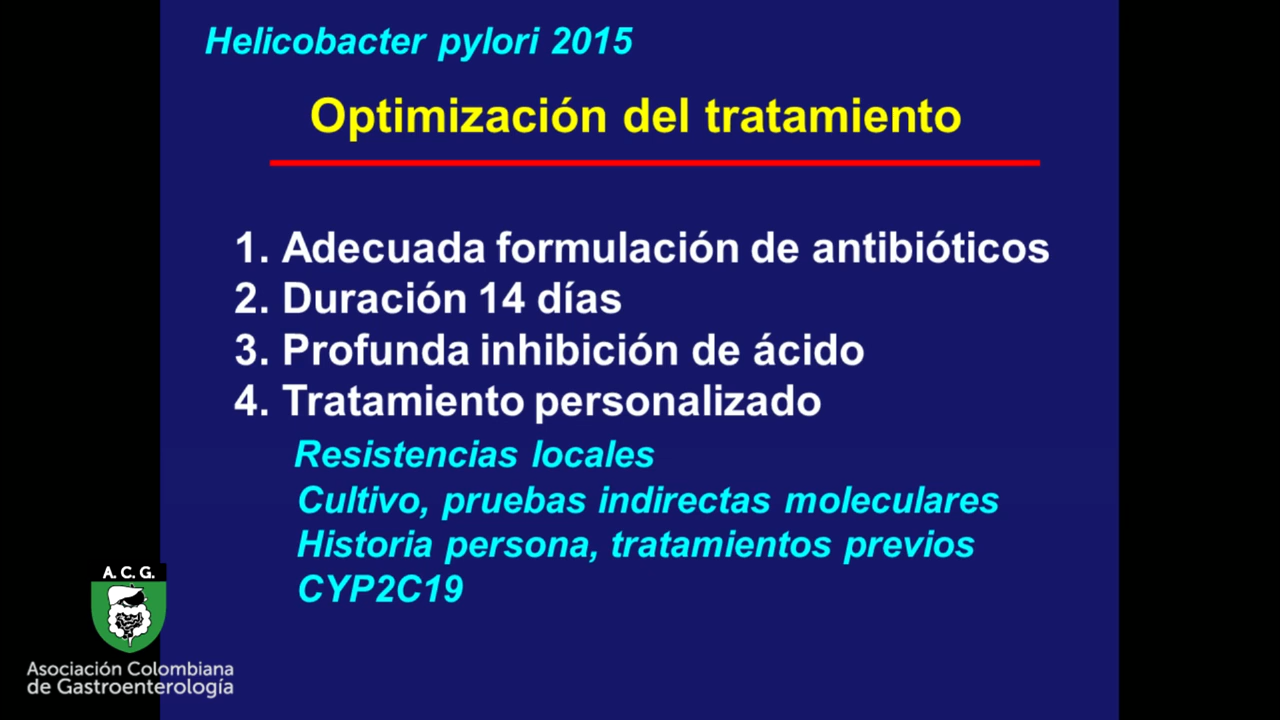 Helicobacter pylori 2015
Optimización del tratamiento
1. Adecuada formulación de antibióticos
2. Duración 14 días
3. Profunda inhibición de ácido
4. Tratamiento personalizado
Resistencias locales
Cultivo, pruebas indirectas moleculares
Historia persona, tratamientos previos
CYP2C19
A. C. G.
Asociación Colombiana
de Gastroenterología